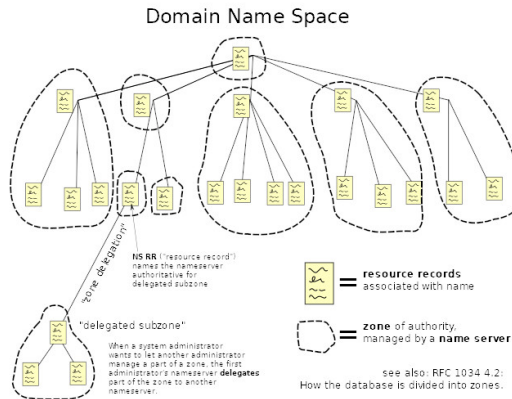 Domain Name Space
"zone delegation"
NS RR ("resource record")
names the nameserver
authoritative for
delegated subzone
"delegated subzone"
When a system administrator
wants to let another administrator
manage a part of a zone, the first
administrator's nameserver delegates
part of the zone to another
nameserver.
= resource records
associated with name
= zone of authority,
managed by a name server
see also: RFC 1034 4.2:
How the database is divided into zones.